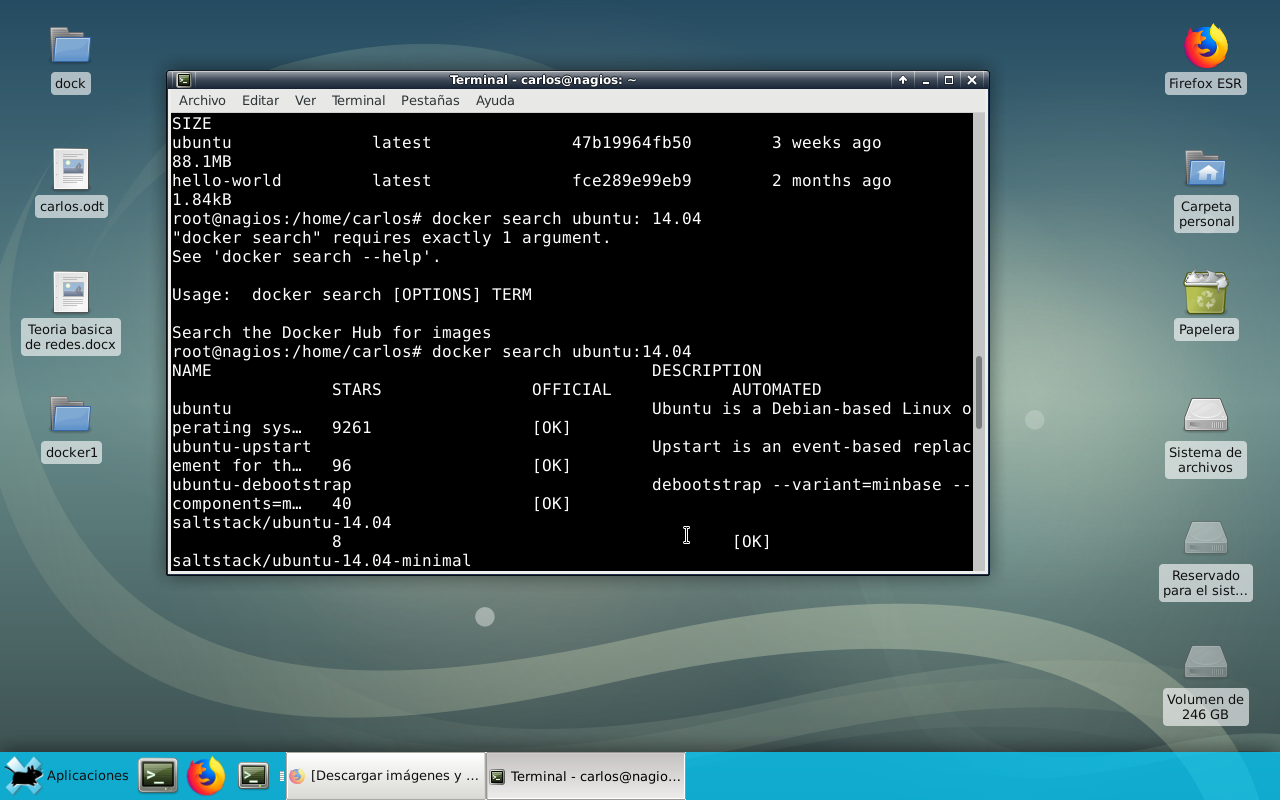 dock
carlos.odt
Teoria basica
de redes.docx
docker1
Terminal - carlos@nagios: ~
Archivo Editar Ver Terminal Pestañas Ayuda
SIZE
ubuntu latest 47b19964fb50 3 weeks ago
88.1MB
hello-world latest fce289e99eb9 2 months ago
1.84kB
root@nagios:/home/carlos# docker search ubuntu: 14.04
"docker search" requires exactly 1 argument.
See 'docker search --help'.
Usage:  docker search [OPTIONS] TERM
Search the Docker Hub for images
root@nagios:/home/carlos# docker search ubuntu:14.04
NAME DESCRIPTION
STARS OFFICIAL AUTOMATED
ubuntu Ubuntu is a Debian-based Linux o
perating sys… 9261 [OK]
ubuntu-upstart Upstart is an event-based replac
ement for th… 96 [OK]
ubuntu-debootstrap debootstrap --variant=minbase --
components=m… 40 [OK]
saltstack/ubuntu-14.04
8 [OK]
saltstack/ubuntu-14.04-minimal
Firefox ESR
Carpeta
personal
Papelera
Sistema de
archivos
Reservado
para el sist…
Volumen de
246 GB
Aplicaciones
[Descargar imágenes y …
Terminal - carlos@nagio…